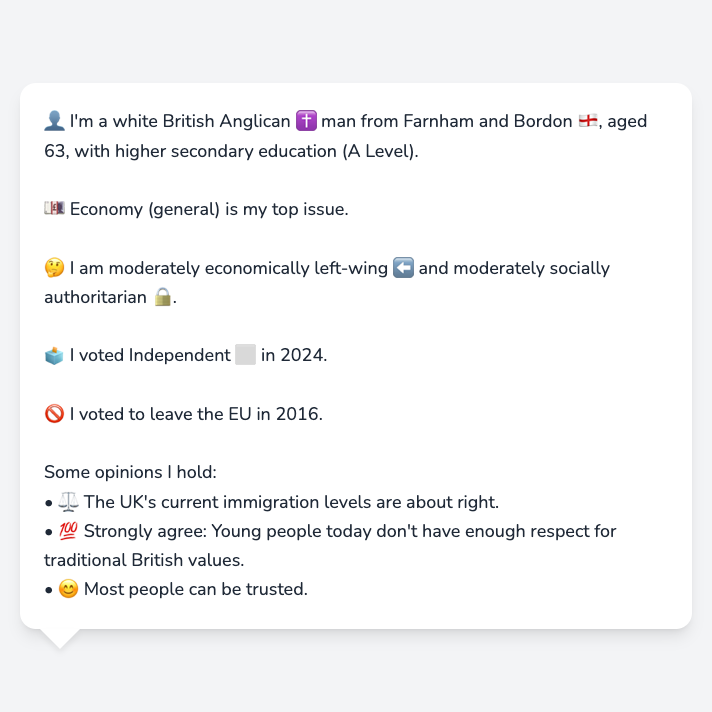 👤 I'm a white British Anglican ✝️ man from Farnham and Bordon 🏴󠁧󠁢󠁥󠁮󠁧󠁿, aged
63, with higher secondary education (A Level).
💷 Economy (general) is my top issue.
🤔 I am moderately economically left-wing ⬅️ and moderately socially
authoritarian 🔒.
🗳️ I voted Independent ⬜ in 2024.
🚫 I voted to leave the EU in 2016.
Some opinions I hold:
• ⚖️ The UK's current immigration levels are about right.
• 💯 Strongly agree: Young people today don't have enough respect for
traditional British values.
• 😊 Most people can be trusted.